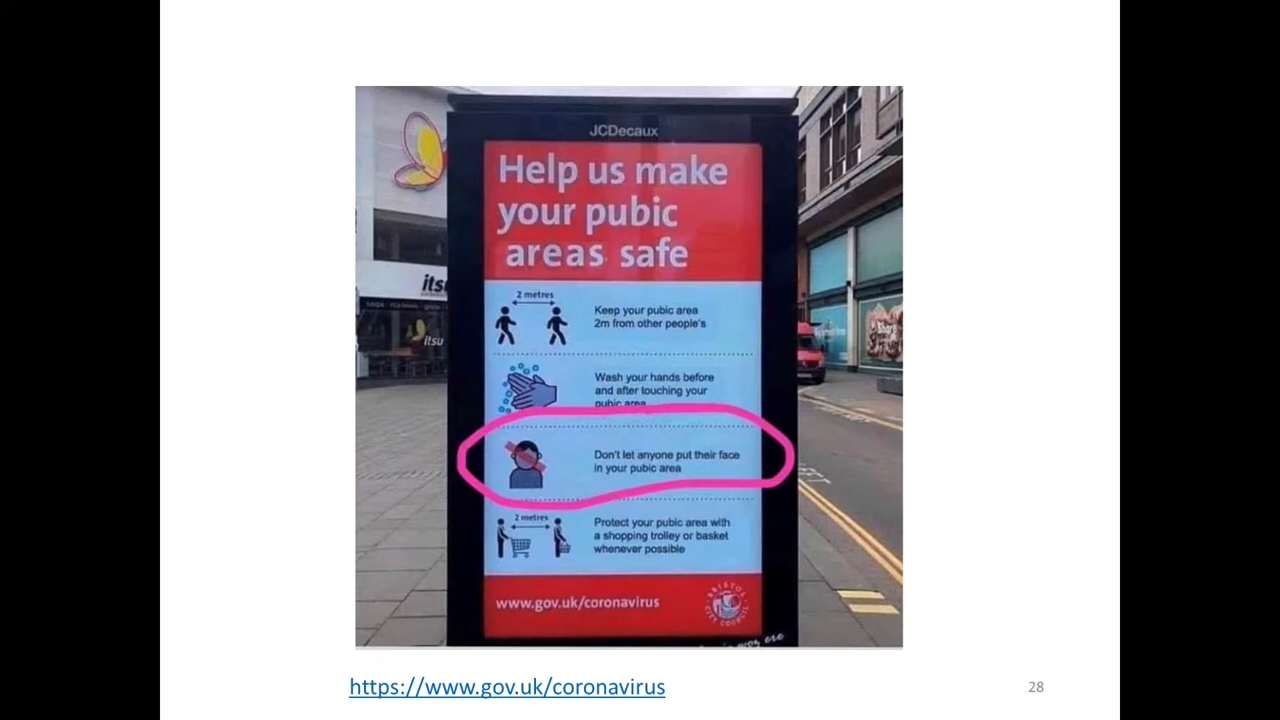 JCDecaux
Help us make
your pubic
areas safe
2 metres
Keep your pubic area
2m from other people's
Wash your hands before
and after touching your
pubic area
Don't let anyone put their face
in your pubic area
2 metres
Protect your pubic area with
a shopping trolley or basket
whenever possible
www.gov.uk/coronavirus
BRISTOL
CITY COUNCIL
itsu
itsu
https://www.gov.uk/coronavirus
28